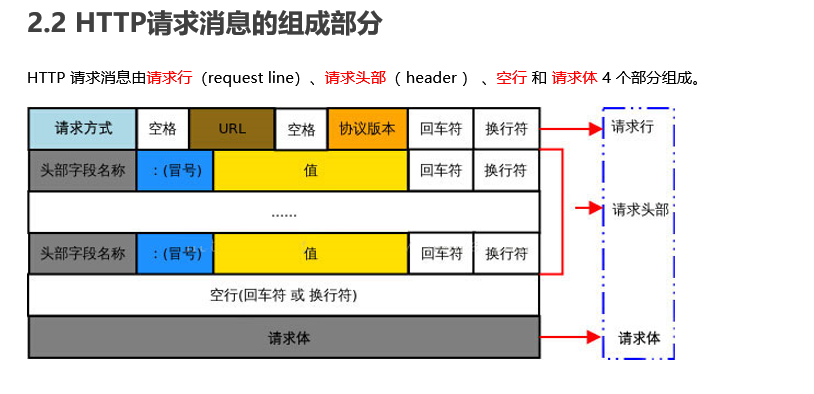 2.2 HTTP请求消息的组成部分
HTTP 请求消息由请求行（request line）、请求头部（ header ） 、空行 和 请求体 4 个部分组成。
请求方式 空格 URL 空格 协议版本 回车符 换行符 请求行
头部字段名称 ：(冒号) 值 回车符 换行符
...... 请求头部
头部字段名称 ：(冒号) 值 回车符 换行符
空行(回车符 或 换行符)
请求体 请求体